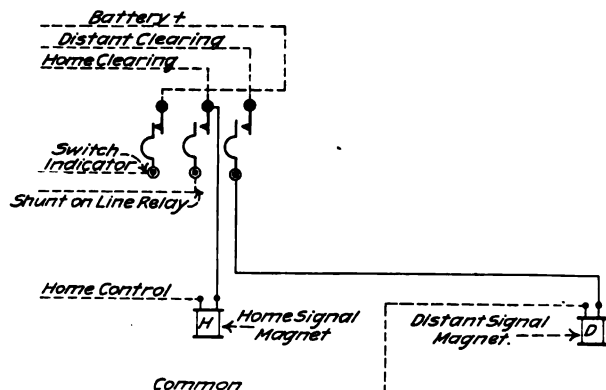 Battery +
Distant Clearing
Home Clearing
Switch
Indicator
Shunt on Line Relay
Home Control
H
Home Signal
Magnet
Distant Signal
Magnet.
D
Common